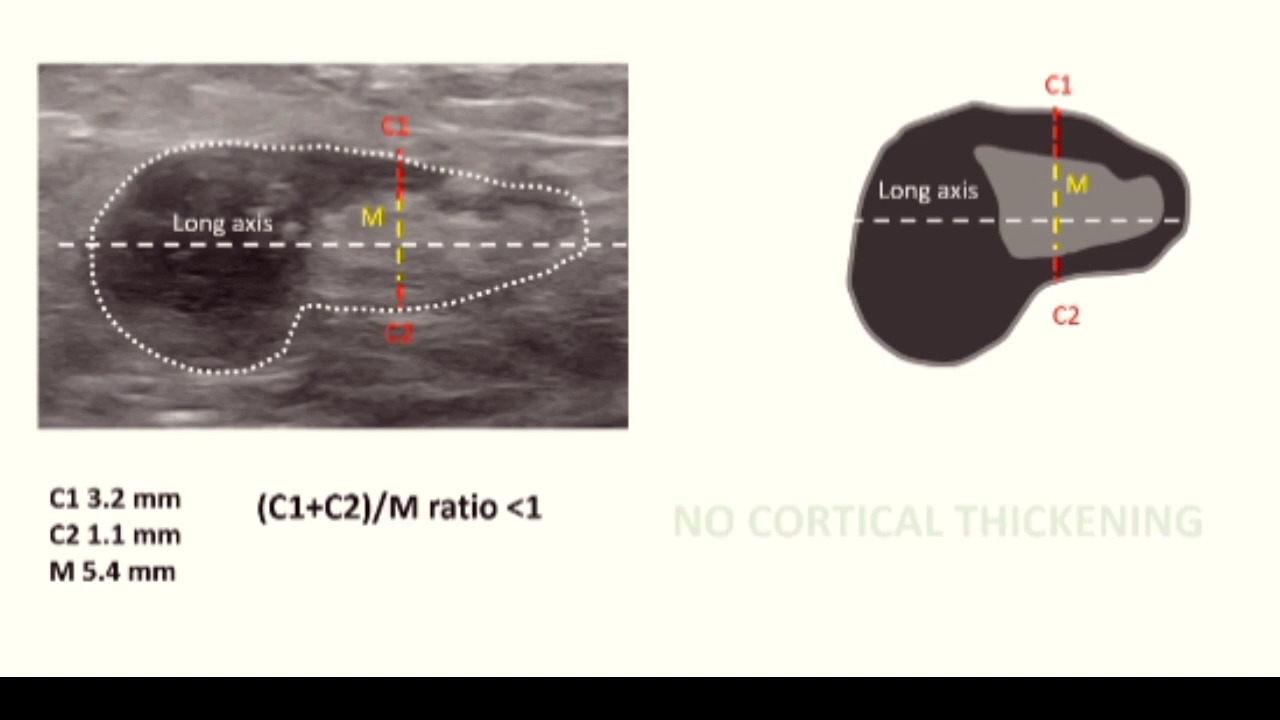 C1
Long axis
M
C2
C1
Long axis
M
C2
C1 3.2 mm
C2 1.1 mm
M 5.4 mm
(C1+C2)/M ratio <1
NO CORTICAL THICKENING